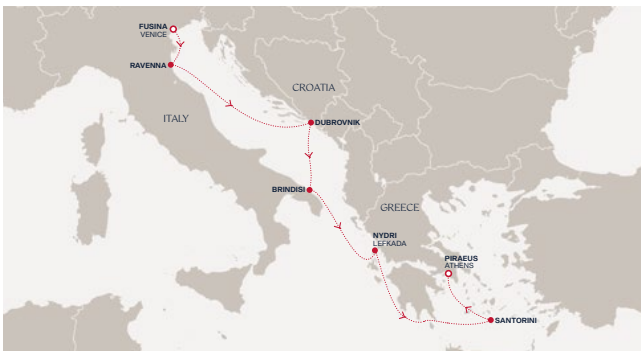 FUSINA
VENICE
RAVENNA
CROATIA
ITALY
DUBROVNIK
BRINDISI
GREECE
NYDRI
LEFKADA
PIRAEUS
ATHENS
SANTORINI